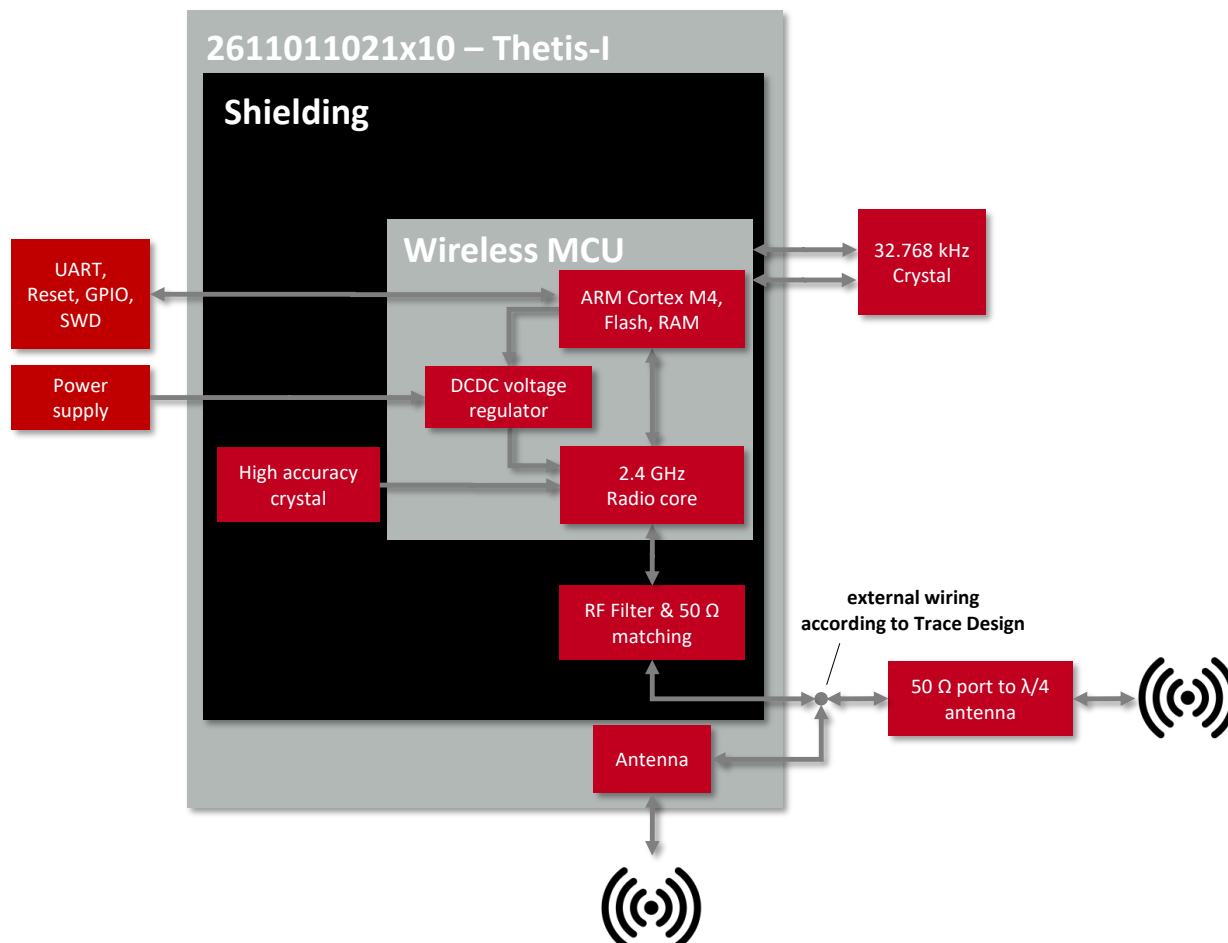 2611011021x10 – Thetis-I
Shielding
Wireless MCU
UART,
Reset, GPIO,
SWD
ARM Cortex M4,
Flash, RAM
32.768 kHz
Crystal
Power
supply
DCDC voltage
regulator
High accuracy
crystal
2.4 GHz
Radio core
RF Filter & 50 Ω
matching
external wiring
according to Trace Design
50 Ω port to λ/4
antenna
Antenna